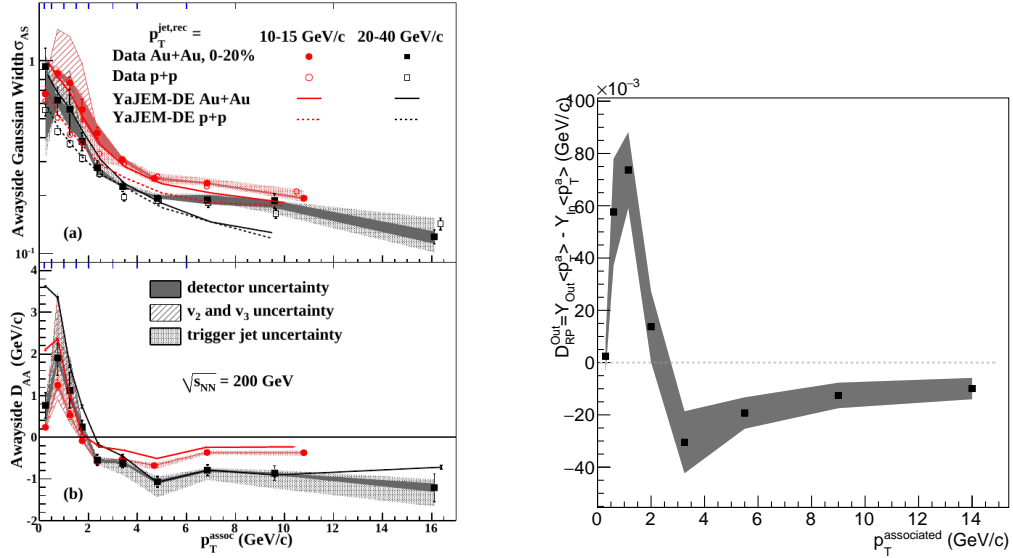 p_T^jet,rec = 10-15 GeV/c 20-40 GeV/c
Data Au+Au, 0-20%
Data p+p
YaJEM-DE Au+Au
YaJEM-DE p+p
Awayside Gaussian Width σ_AS
1
10⁻¹
(a)
detector uncertainty
v₂ and v₃ uncertainty
trigger jet uncertainty
√s_NN = 200 GeV
Awayside D_AA (GeV/c)
4
3
2
1
0
-1
-2
(b)
0 2 4 6 8 10 12 14 16
p_T^assoc (GeV/c)
×10⁻³
D_RP^Out = Y_Out<p_T^a> - Y_In<p_T^a> (GeV/c)
100
80
60
40
20
0
−20
−40
0 2 4 6 8 10 12 14
p_T^associated (GeV/c)